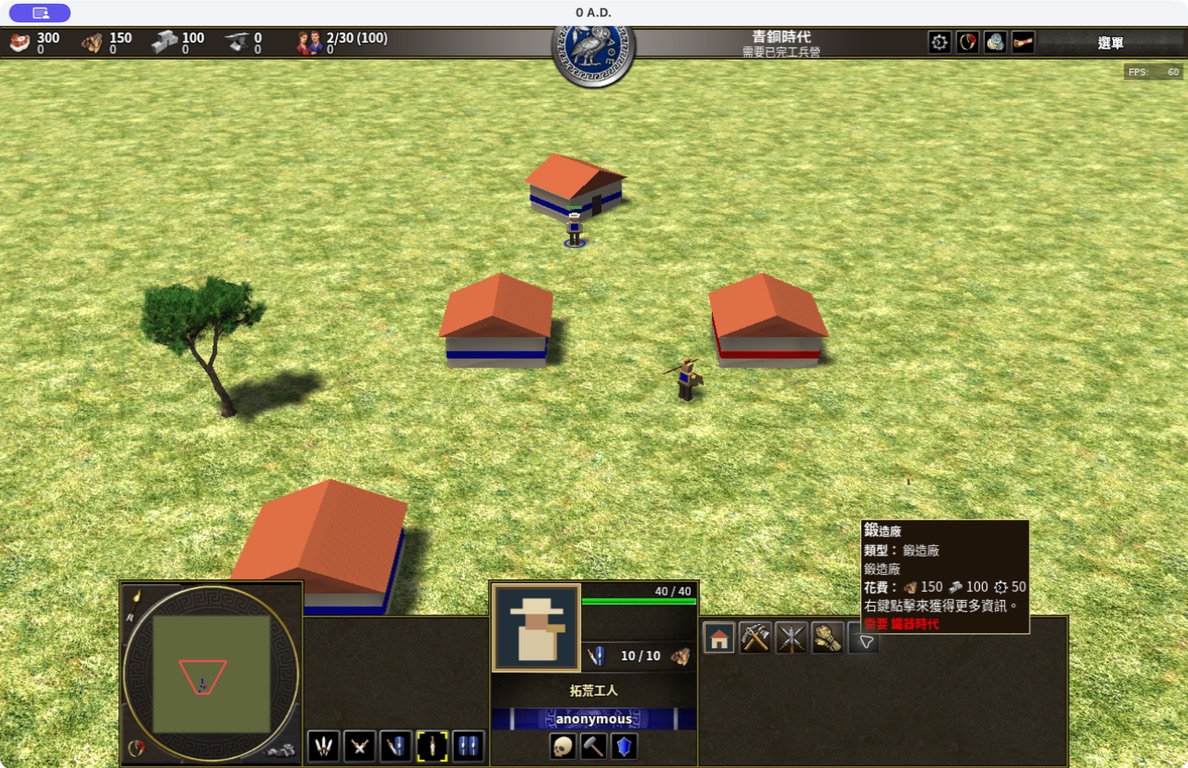 0 A.D.
300
0
150
0
100
0
0
0
2/30 (100)
0
青銅時代
需要已完工兵營
選單
FPS: 60
鍛造廠
類型： 鍛造廠
鍛造廠
花費： 150 100 50
右鍵點擊來獲得更多資訊。
需要 鐵器時代
40 / 40
10 / 10
拓荒工人
anonymous